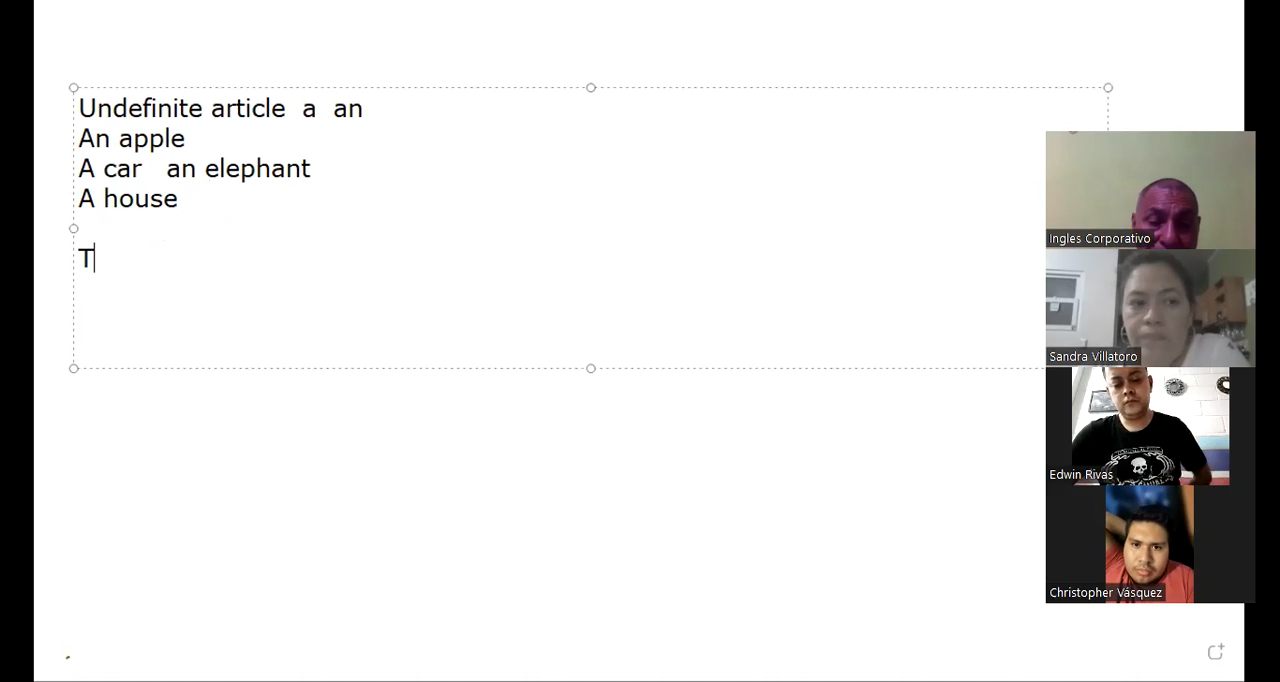 Undefinite article  a  an
An apple
A car   an elephant
A house
T
Ingles Corporativo
Sandra Villatoro
Edwin Rivas
Christopher Vásquez